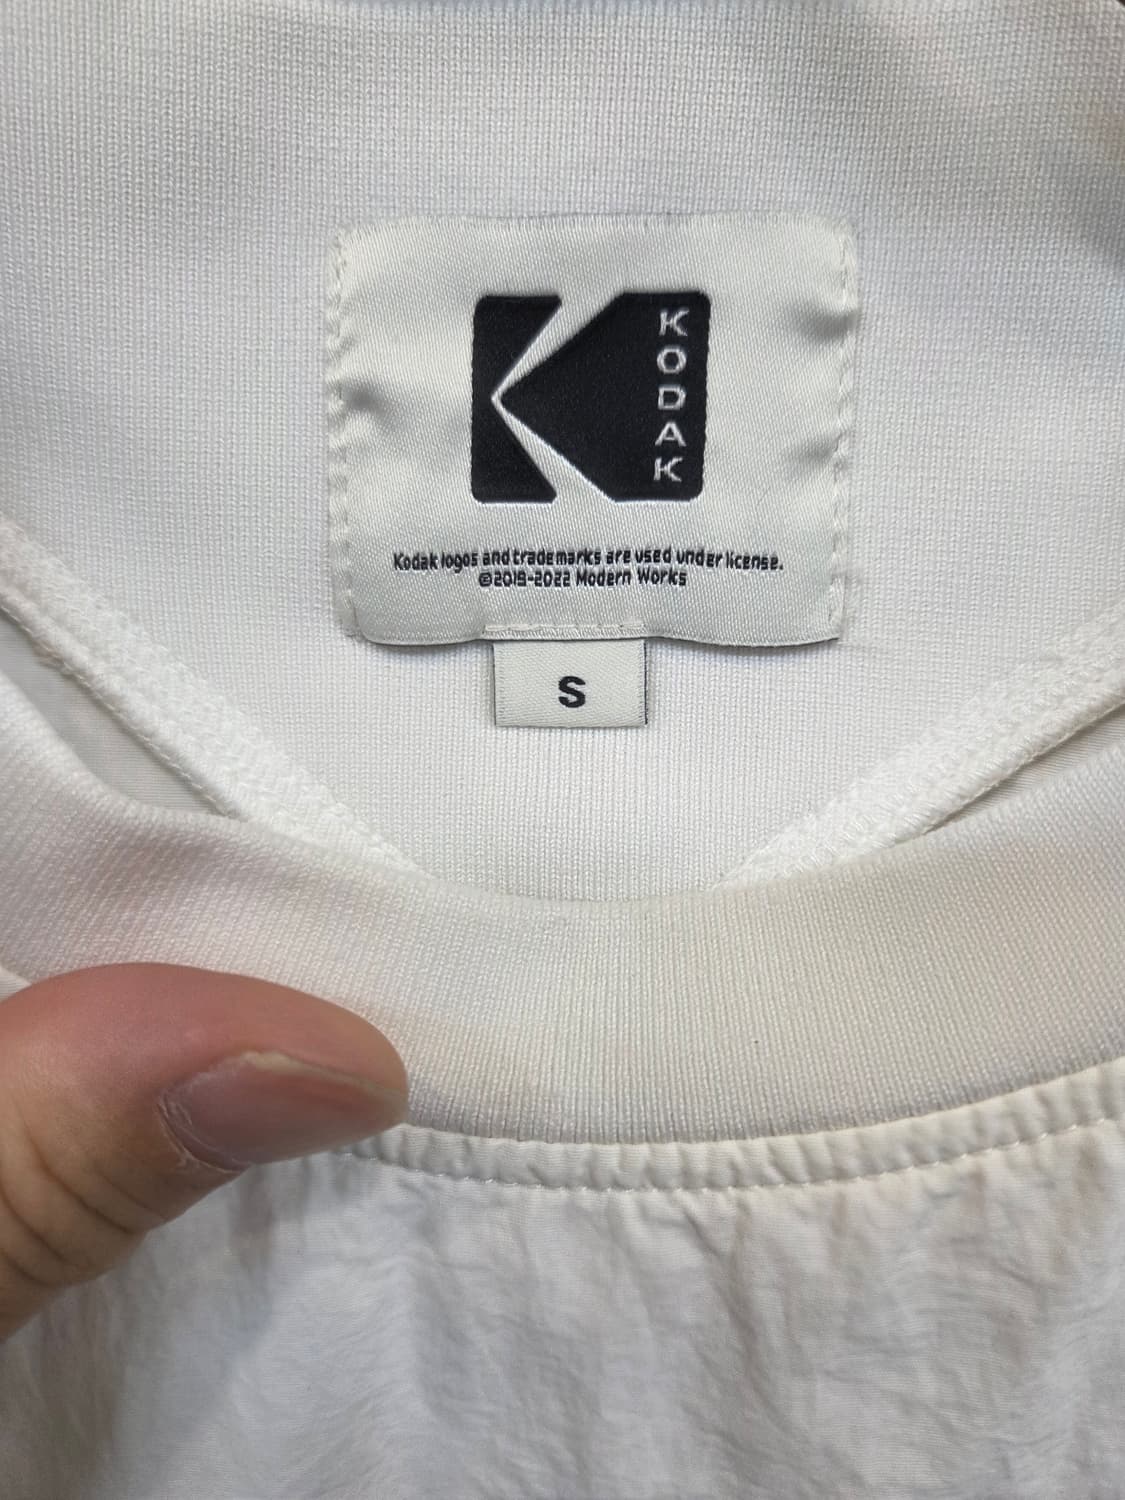 KODAK
Kodak logos and trademarks are used under license.
©2019-2022 Modern Works
S